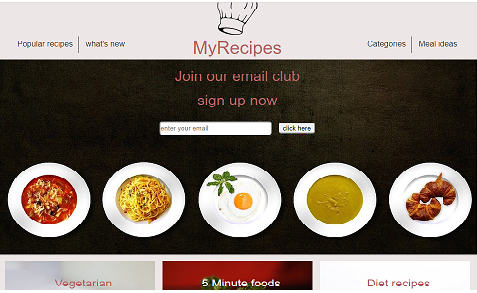 Popular recipes
what's new
MyRecipes
Categories
Meal ideas
Join our email club
sign up now
enter your email
click here
Vegetarian
5 Minute foods
Diet recipes